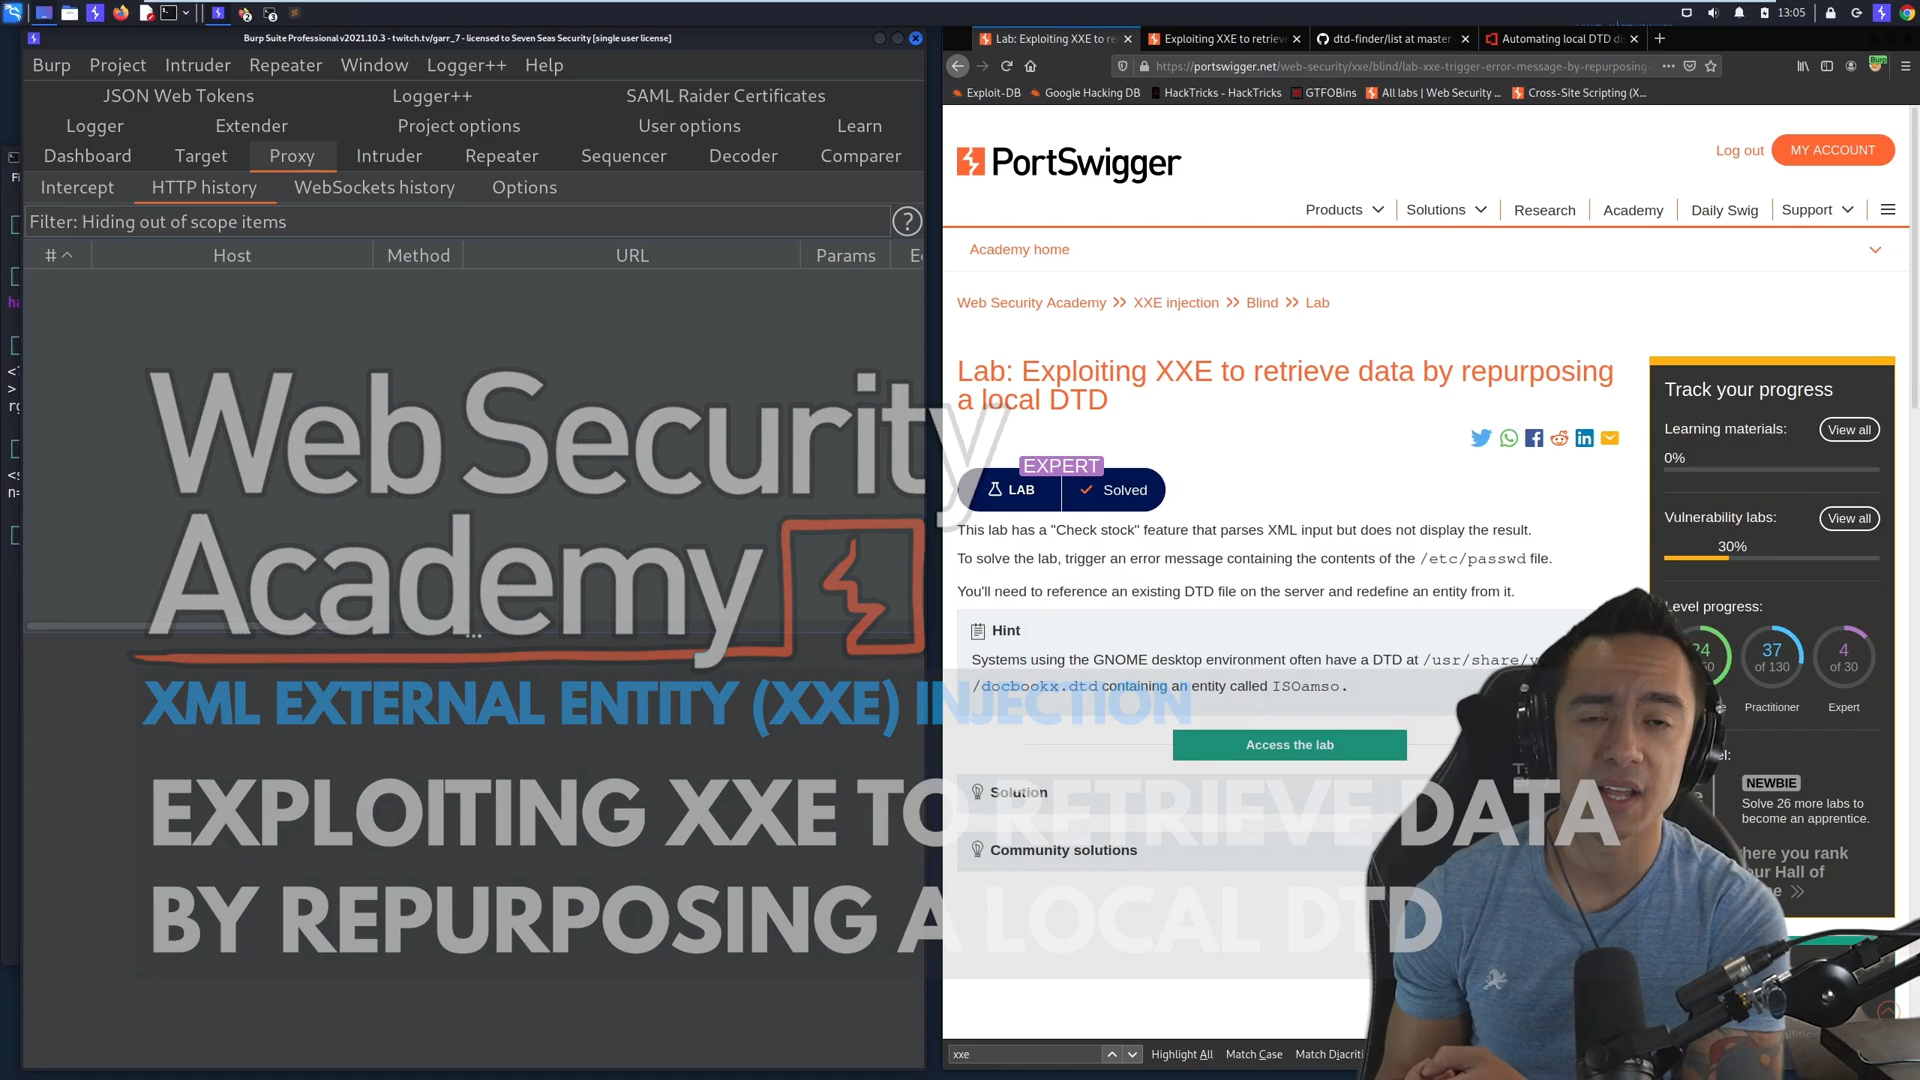 13:05
Burp Suite Professional v2021.10.3 - twitch.tv/garr_7 - licensed to Seven Seas Security [single user license]
Burp Project Intruder Repeater Window Logger++ Help
JSON Web Tokens Logger++ SAML Raider Certificates
Logger Extender Project options User options Learn
Dashboard Target Proxy Intruder Repeater Sequencer Decoder Comparer
Intercept HTTP history WebSockets history Options
Filter: Hiding out of scope items
?
# Host Method URL Params
Web Security
Academy
XML EXTERNAL ENTITY (XXE) INJECTION
EXPLOITING XXE TO RETRIEVE DATA
BY REPURPOSING A LOCAL DTD
Lab: Exploiting XXE to re
Exploiting XXE to retriev
dtd-finder/list at master
Automating local DTD di
https://portswigger.net/web-security/xxe/blind/lab-xxe-trigger-error-message-by-repurposing-
Burp
Exploit-DB Google Hacking DB HackTricks - HackTricks GTFOBins All labs | Web Security ... Cross-Site Scripting (X...
PortSwigger
Log out MY ACCOUNT
Products Solutions Research Academy Daily Swig Support
Academy home
Web Security Academy >> XXE injection >> Blind >> Lab
Lab: Exploiting XXE to retrieve data by repurposing
a local DTD
EXPERT
LAB Solved
This lab has a "Check stock" feature that parses XML input but does not display the result.
To solve the lab, trigger an error message containing the contents of the /etc/passwd file.
You'll need to reference an existing DTD file on the server and redefine an entity from it.
Hint
Systems using the GNOME desktop environment often have a DTD at /usr/share/y
/docbookx.dtd containing an entity called ISOamso.
Access the lab
Solution
Community solutions
Track your progress
Learning materials: View all
0%
Vulnerability labs: View all
30%
Level progress:
37
of 130
4
of 30
Practitioner Expert
NEWBIE
Solve 26 more labs to
become an apprentice.
here you rank
our Hall of
xxe Highlight All Match Case Match Diacriti